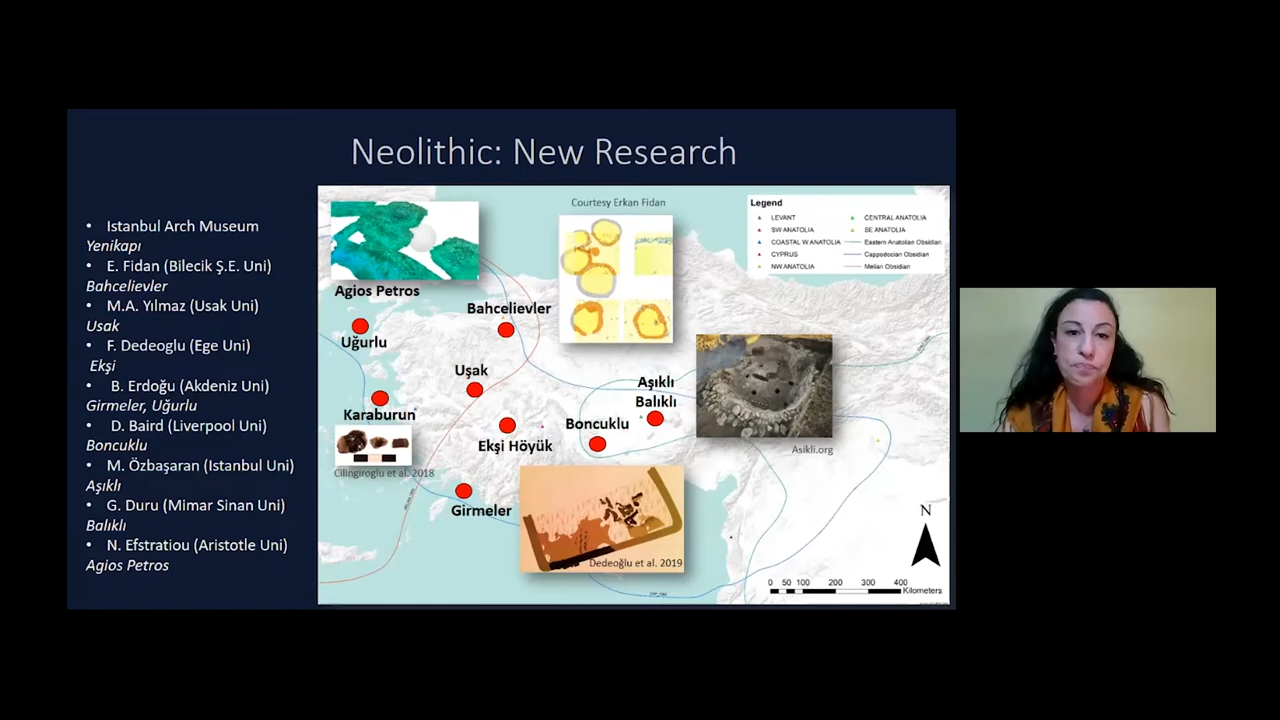 Neolithic: New Research
• Istanbul Arch Museum
Yenikapı
• E. Fidan (Bilecik Ş.E. Uni)
Bahcelievler
• M.A. Yılmaz (Usak Uni)
Usak
• F. Dedeoglu (Ege Uni)
Ekşi
• B. Erdoğu (Akdeniz Uni)
Girmeler, Uğurlu
• D. Baird (Liverpool Uni)
Boncuklu
• M. Özbaşaran (Istanbul Uni)
Aşıklı
• G. Duru (Mimar Sinan Uni)
Balıklı
• N. Efstratiou (Aristotle Uni)
Agios Petros
Courtesy Erkan Fidan
Legend
LEVANT
SW ANATOLIA
COASTAL W ANATOLIA
CYPRUS
NW ANATOLIA
CENTRAL ANATOLIA
SE ANATOLIA
Eastern Anatolian Obsidian
Cappodocian Obsidian
Melian Obsidian
Agios Petros
Bahcelievler
Uğurlu
Uşak
Aşıklı
Balıklı
Karaburun
Boncuklu
Ekşi Höyük
Asikli.org
Cilingiroglu et al. 2018
Girmeler
Dedeoğlu et al. 2019
N
0 50 100 200 300 400
Kilometers